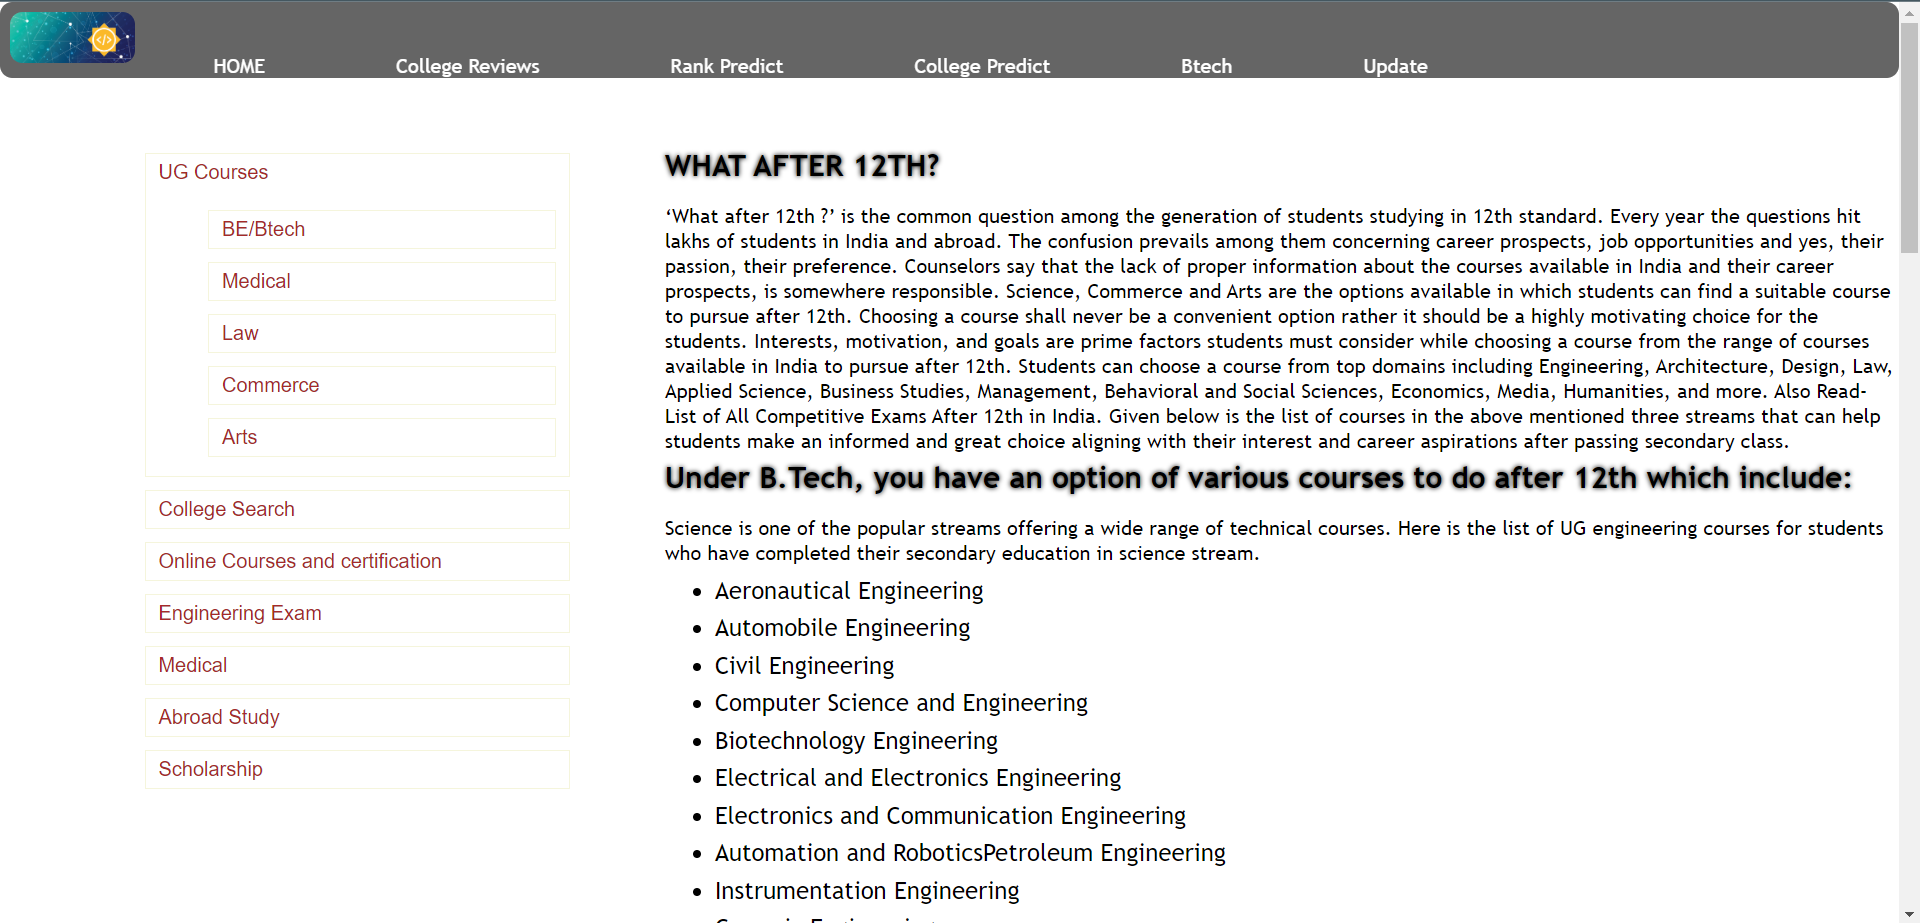 HOME College Reviews Rank Predict College Predict Btech Update
UG Courses
BE/Btech
Medical
Law
Commerce
Arts
College Search
Online Courses and certification
Engineering Exam
Medical
Abroad Study
Scholarship
WHAT AFTER 12TH?
‘What after 12th ?’ is the common question among the generation of students studying in 12th standard. Every year the questions hit
lakhs of students in India and abroad. The confusion prevails among them concerning career prospects, job opportunities and yes, their
passion, their preference. Counselors say that the lack of proper information about the courses available in India and their career
prospects, is somewhere responsible. Science, Commerce and Arts are the options available in which students can find a suitable course
to pursue after 12th. Choosing a course shall never be a convenient option rather it should be a highly motivating choice for the
students. Interests, motivation, and goals are prime factors students must consider while choosing a course from the range of courses
available in India to pursue after 12th. Students can choose a course from top domains including Engineering, Architecture, Design, Law,
Applied Science, Business Studies, Management, Behavioral and Social Sciences, Economics, Media, Humanities, and more. Also Read-
List of All Competitive Exams After 12th in India. Given below is the list of courses in the above mentioned three streams that can help
students make an informed and great choice aligning with their interest and career aspirations after passing secondary class.
Under B.Tech, you have an option of various courses to do after 12th which include:
Science is one of the popular streams offering a wide range of technical courses. Here is the list of UG engineering courses for students
who have completed their secondary education in science stream.
• Aeronautical Engineering
• Automobile Engineering
• Civil Engineering
• Computer Science and Engineering
• Biotechnology Engineering
• Electrical and Electronics Engineering
• Electronics and Communication Engineering
• Automation and RoboticsPetroleum Engineering
• Instrumentation Engineering